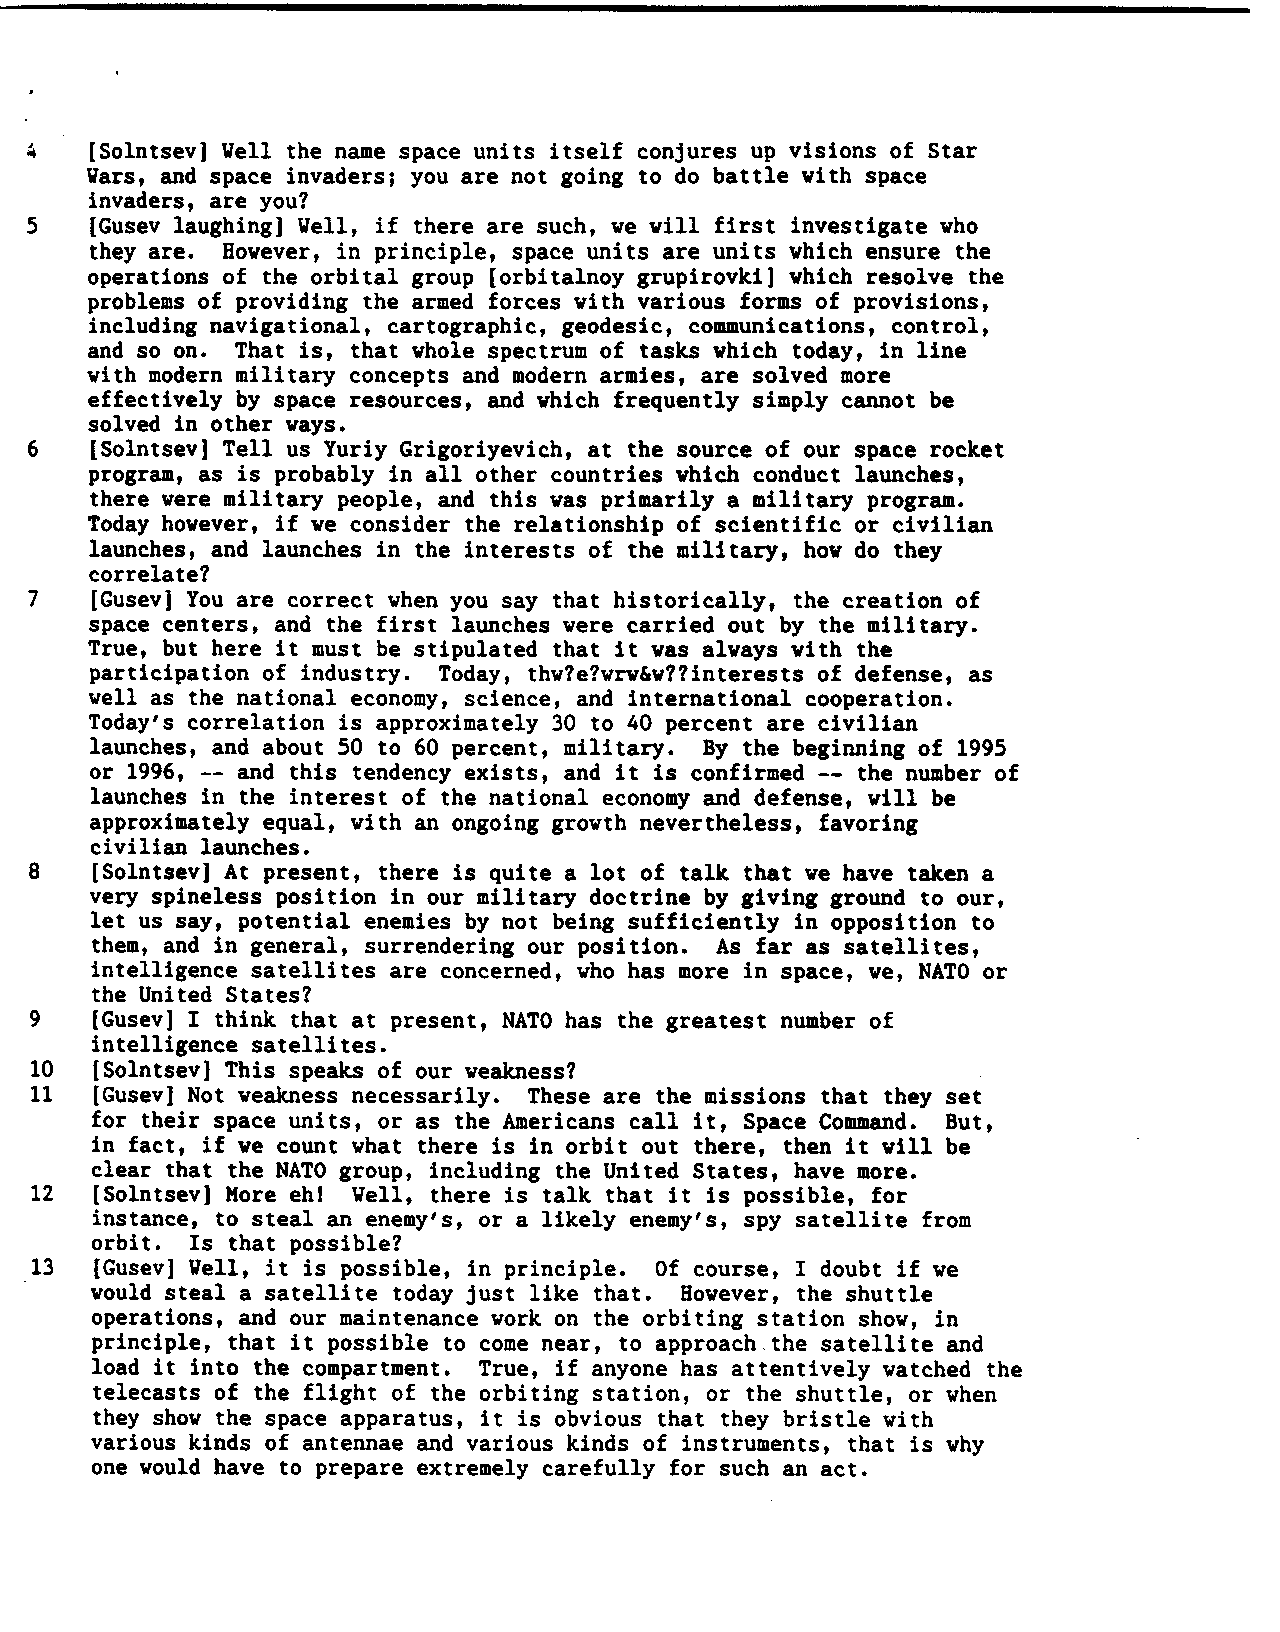 4 [Solntsev] Well the name space units itself conjures up visions of Star
Wars, and space invaders; you are not going to do battle with space
invaders, are you?
5 [Gusev laughing] Well, if there are such, we will first investigate who
they are. However, in principle, space units are units which ensure the
operations of the orbital group [orbitalnoy grupirovki] which resolve the
problems of providing the armed forces with various forms of provisions,
including navigational, cartographic, geodesic, communications, control,
and so on. That is, that whole spectrum of tasks which today, in line
with modern military concepts and modern armies, are solved more
effectively by space resources, and which frequently simply cannot be
solved in other ways.
6 [Solntsev] Tell us Yuriy Grigoriyevich, at the source of our space rocket
program, as is probably in all other countries which conduct launches,
there were military people, and this was primarily a military program.
Today however, if we consider the relationship of scientific or civilian
launches, and launches in the interests of the military, how do they
correlate?
7 [Gusev] You are correct when you say that historically, the creation of
space centers, and the first launches were carried out by the military.
True, but here it must be stipulated that it was always with the
participation of industry. Today, thw?e?wrw&w??interests of defense, as
well as the national economy, science, and international cooperation.
Today's correlation is approximately 30 to 40 percent are civilian
launches, and about 50 to 60 percent, military. By the beginning of 1995
or 1996, -- and this tendency exists, and it is confirmed -- the number of
launches in the interest of the national economy and defense, will be
approximately equal, with an ongoing growth nevertheless, favoring
civilian launches.
8 [Solntsev] At present, there is quite a lot of talk that we have taken a
very spineless position in our military doctrine by giving ground to our,
let us say, potential enemies by not being sufficiently in opposition to
them, and in general, surrendering our position. As far as satellites,
intelligence satellites are concerned, who has more in space, we, NATO or
the United States?
9 [Gusev] I think that at present, NATO has the greatest number of
intelligence satellites.
10 [Solntsev] This speaks of our weakness?
11 [Gusev] Not weakness necessarily. These are the missions that they set
for their space units, or as the Americans call it, Space Command. But,
in fact, if we count what there is in orbit out there, then it will be
clear that the NATO group, including the United States, have more.
12 [Solntsev] More eh! Well, there is talk that it is possible, for
instance, to steal an enemy's, or a likely enemy's, spy satellite from
orbit. Is that possible?
13 [Gusev] Well, it is possible, in principle. Of course, I doubt if we
would steal a satellite today just like that. However, the shuttle
operations, and our maintenance work on the orbiting station show, in
principle, that it possible to come near, to approach the satellite and
load it into the compartment. True, if anyone has attentively watched the
telecasts of the flight of the orbiting station, or the shuttle, or when
they show the space apparatus, it is obvious that they bristle with
various kinds of antennae and various kinds of instruments, that is why
one would have to prepare extremely carefully for such an act.